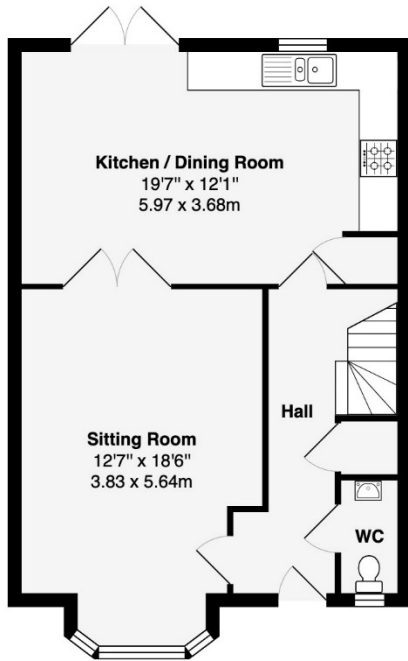 Kitchen / Dining Room
19'7" x 12'1"
5.97 x 3.68m
Hall
Sitting Room
12'7" x 18'6"
3.83 x 5.64m
WC